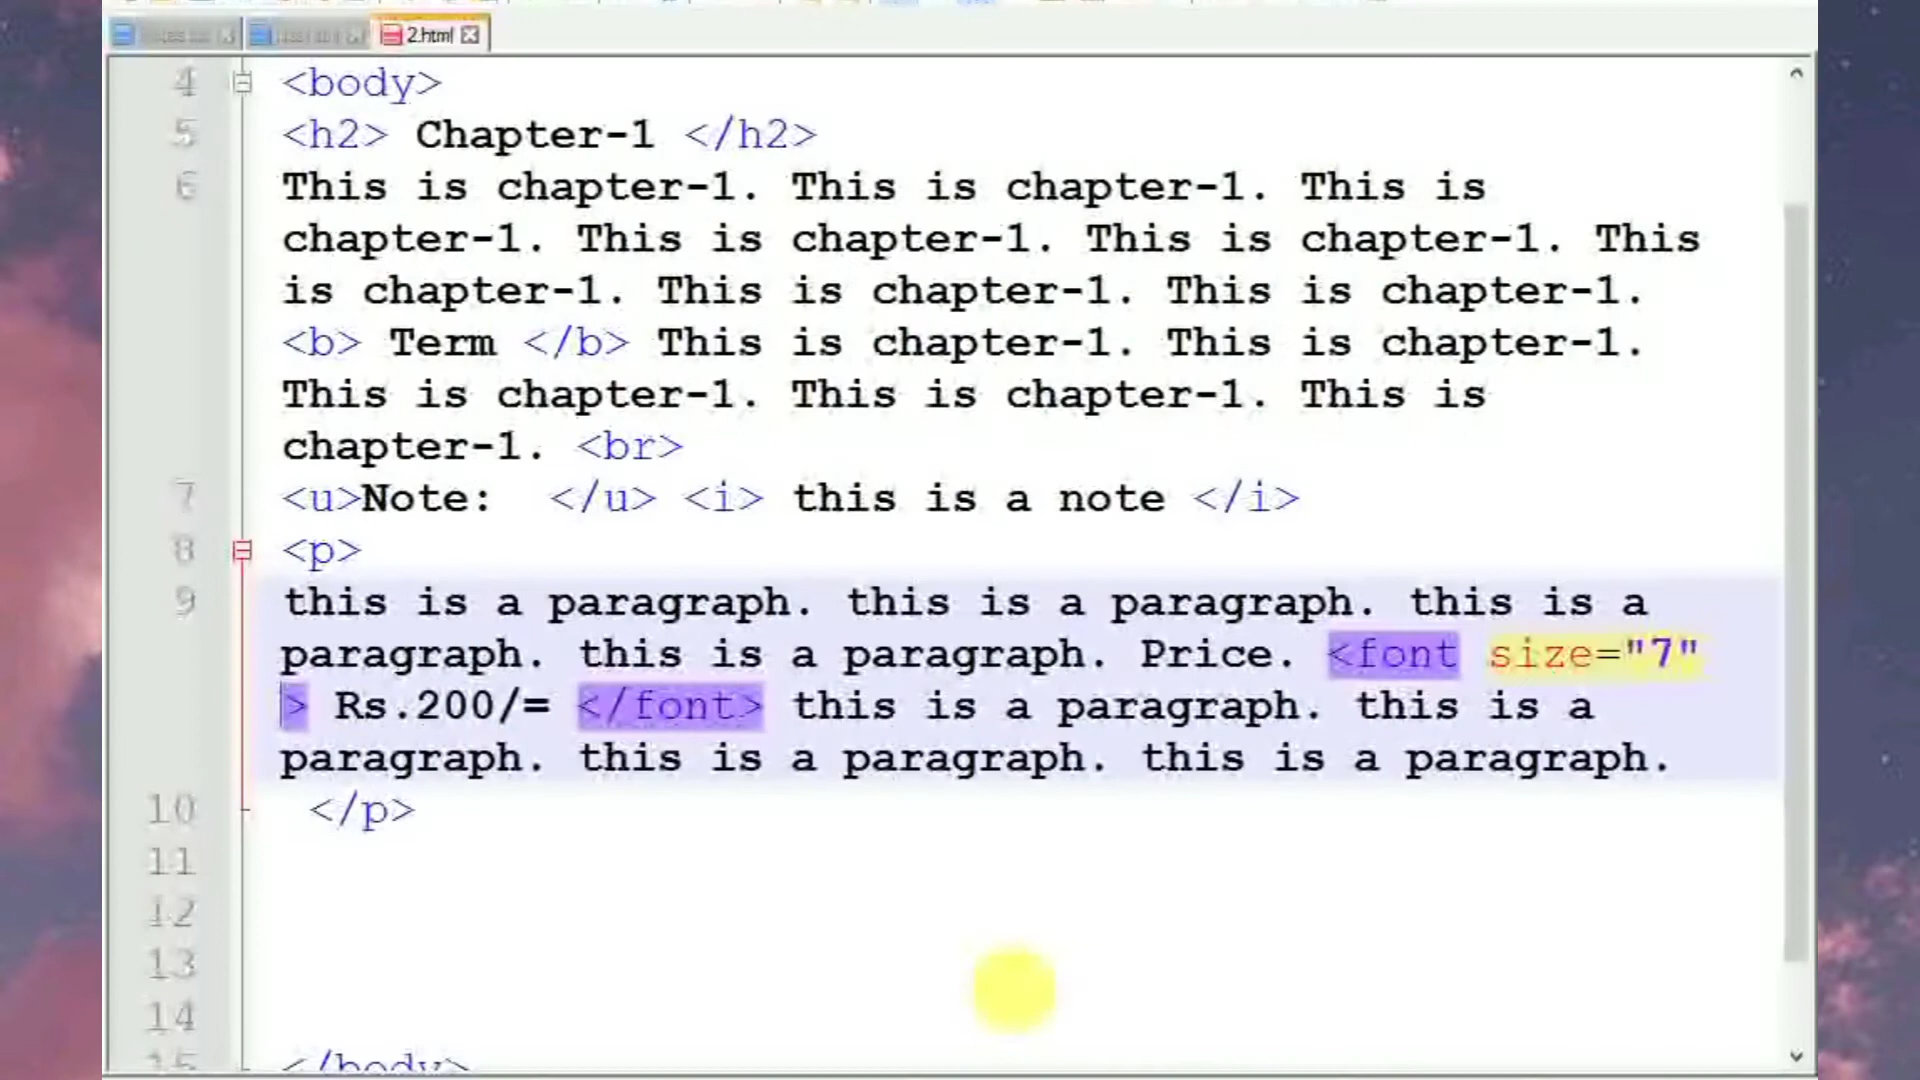 2.html
4 <body>
5 <h2> Chapter-1 </h2>
6 This is chapter-1. This is chapter-1. This is
chapter-1. This is chapter-1. This is chapter-1. This
is chapter-1. This is chapter-1. This is chapter-1.
<b> Term </b> This is chapter-1. This is chapter-1.
This is chapter-1. This is chapter-1. This is
chapter-1. <br>
7 <u>Note:  </u> <i> this is a note </i>
8 <p>
9 this is a paragraph. this is a paragraph. this is a
paragraph. this is a paragraph. Price. <font size="7"
> Rs.200/= </font> this is a paragraph. this is a
paragraph. this is a paragraph. this is a paragraph.
10 </p>
11
12
13
14
15 </body>